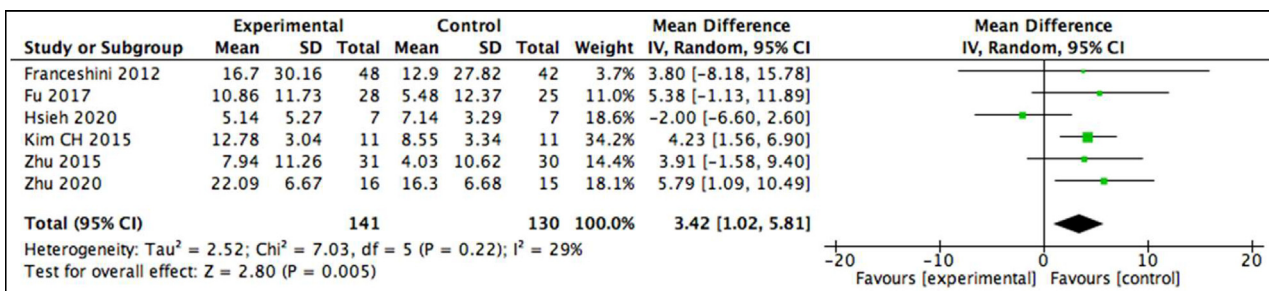 Experimental Control Mean Difference Mean Difference
Study or Subgroup Mean SD Total Mean SD Total Weight IV, Random, 95% CI IV, Random, 95% CI
Franceshini 2012 16.7 30.16 48 12.9 27.82 42 3.7% 3.80 [-8.18, 15.78]
Fu 2017 10.86 11.73 28 5.48 12.37 25 11.0% 5.38 [-1.13, 11.89]
Hsieh 2020 5.14 5.27 7 7.14 3.29 7 18.6% -2.00 [-6.60, 2.60]
Kim CH 2015 12.78 3.04 11 8.55 3.34 11 34.2% 4.23 [1.56, 6.90]
Zhu 2015 7.94 11.26 31 4.03 10.62 30 14.4% 3.91 [-1.58, 9.40]
Zhu 2020 22.09 6.67 16 16.3 6.68 15 18.1% 5.79 [1.09, 10.49]
Total (95% CI) 141 130 100.0% 3.42 [1.02, 5.81]
Heterogeneity: Tau² = 2.52; Chi² = 7.03, df = 5 (P = 0.22); I² = 29%
Test for overall effect: Z = 2.80 (P = 0.005)
-20 -10 0 10 20
Favours [experimental] Favours [control]